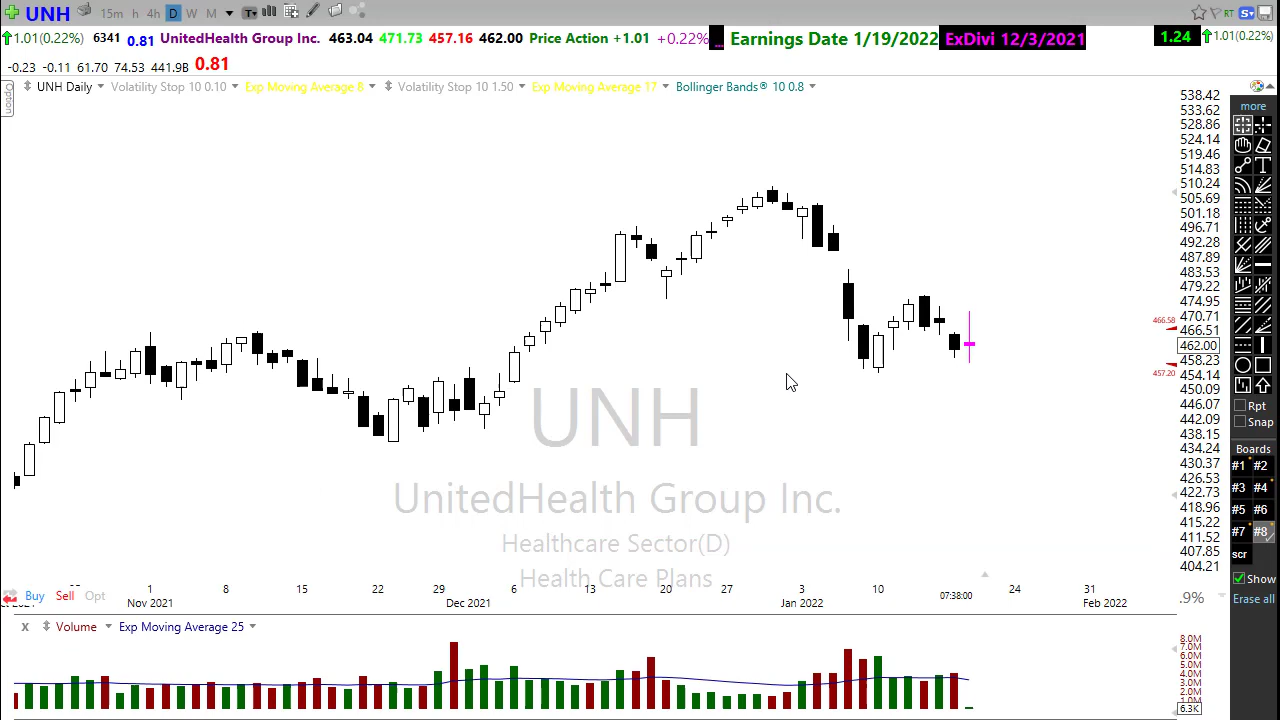 UNH 15m h 4h D W M T RT S
1.01(0.22%) 6341 0.81 UnitedHealth Group Inc. 463.04 471.73 457.16 462.00 Price Action +1.01 +0.22% ... Earnings Date 1/19/2022 ExDivi 12/3/2021 1.24 1.01(0.22%)
-0.23 -0.11 61.70 74.53 441.9B 0.81
Option
UNH Daily Volatility Stop 10 0.10 Exp Moving Average 8 Volatility Stop 10 1.50 Exp Moving Average 17 Bollinger Bands® 10 0.8
538.42
533.62
528.86
524.14
519.46
514.83
510.24
505.69
501.18
496.71
492.28
487.89
483.53
479.22
474.95
470.71
466.51
462.00
458.23
454.14
450.09
446.07
442.09
438.15
434.24
430.37
426.53
422.73
418.96
415.22
411.52
407.85
404.21
466.58
457.20
more
Rpt
Snap
Boards
#1 #2
#3 #4
#5 #6
#7 #8
scr
Show
Erase all
UNH
UnitedHealth Group Inc.
Healthcare Sector(D)
Health Care Plans
1 8 15 22 29 6 13 20 27 3 10 07:38:00 24 31
Buy Sell Opt
Nov 2021 Dec 2021 Jan 2022 Feb 2022
.9%
x Volume Exp Moving Average 25
8.0M
7.0M
6.0M
5.0M
4.0M
3.0M
2.0M
1.0M
6.3K